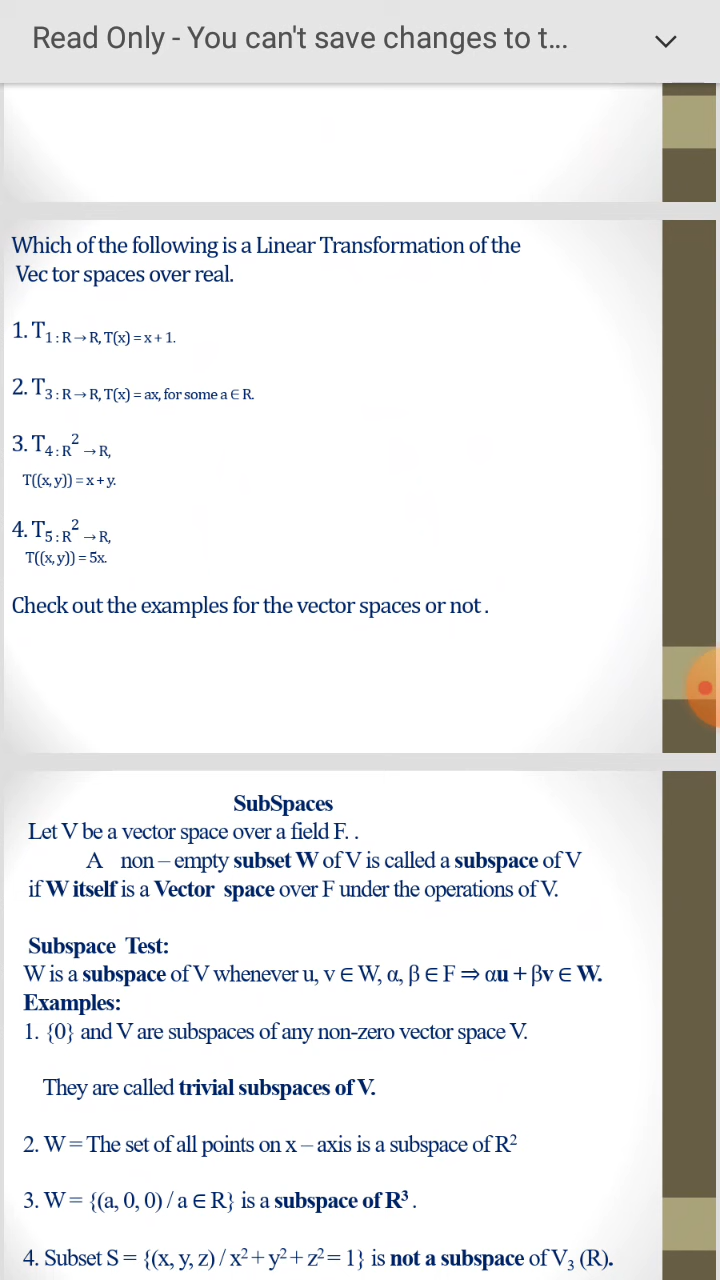 Read Only - You can't save changes to t...
Which of the following is a Linear Transformation of the
Vec tor spaces over real.
1. T₁ : R → R, T(x) = x + 1.
2. T₃ : R → R, T(x) = ax, for some a ∈ R.
3. T₄ : R² → R,
T((x, y)) = x + y.
4. T₅ : R² → R,
T((x, y)) = 5x.
Check out the examples for the vector spaces or not .
SubSpaces
Let V be a vector space over a field F. .
A non – empty subset W of V is called a subspace of V
if W itself is a Vector space over F under the operations of V.
Subspace Test:
W is a subspace of V whenever u, v ∈ W, α, β ∈ F ⇒ αu + βv ∈ W.
Examples:
1. {0} and V are subspaces of any non-zero vector space V.
They are called trivial subspaces of V.
2. W = The set of all points on x – axis is a subspace of R²
3. W = {(a, 0, 0) / a ∈ R} is a subspace of R³ .
4. Subset S = {(x, y, z) / x² + y² + z² = 1} is not a subspace of V₃ (R).